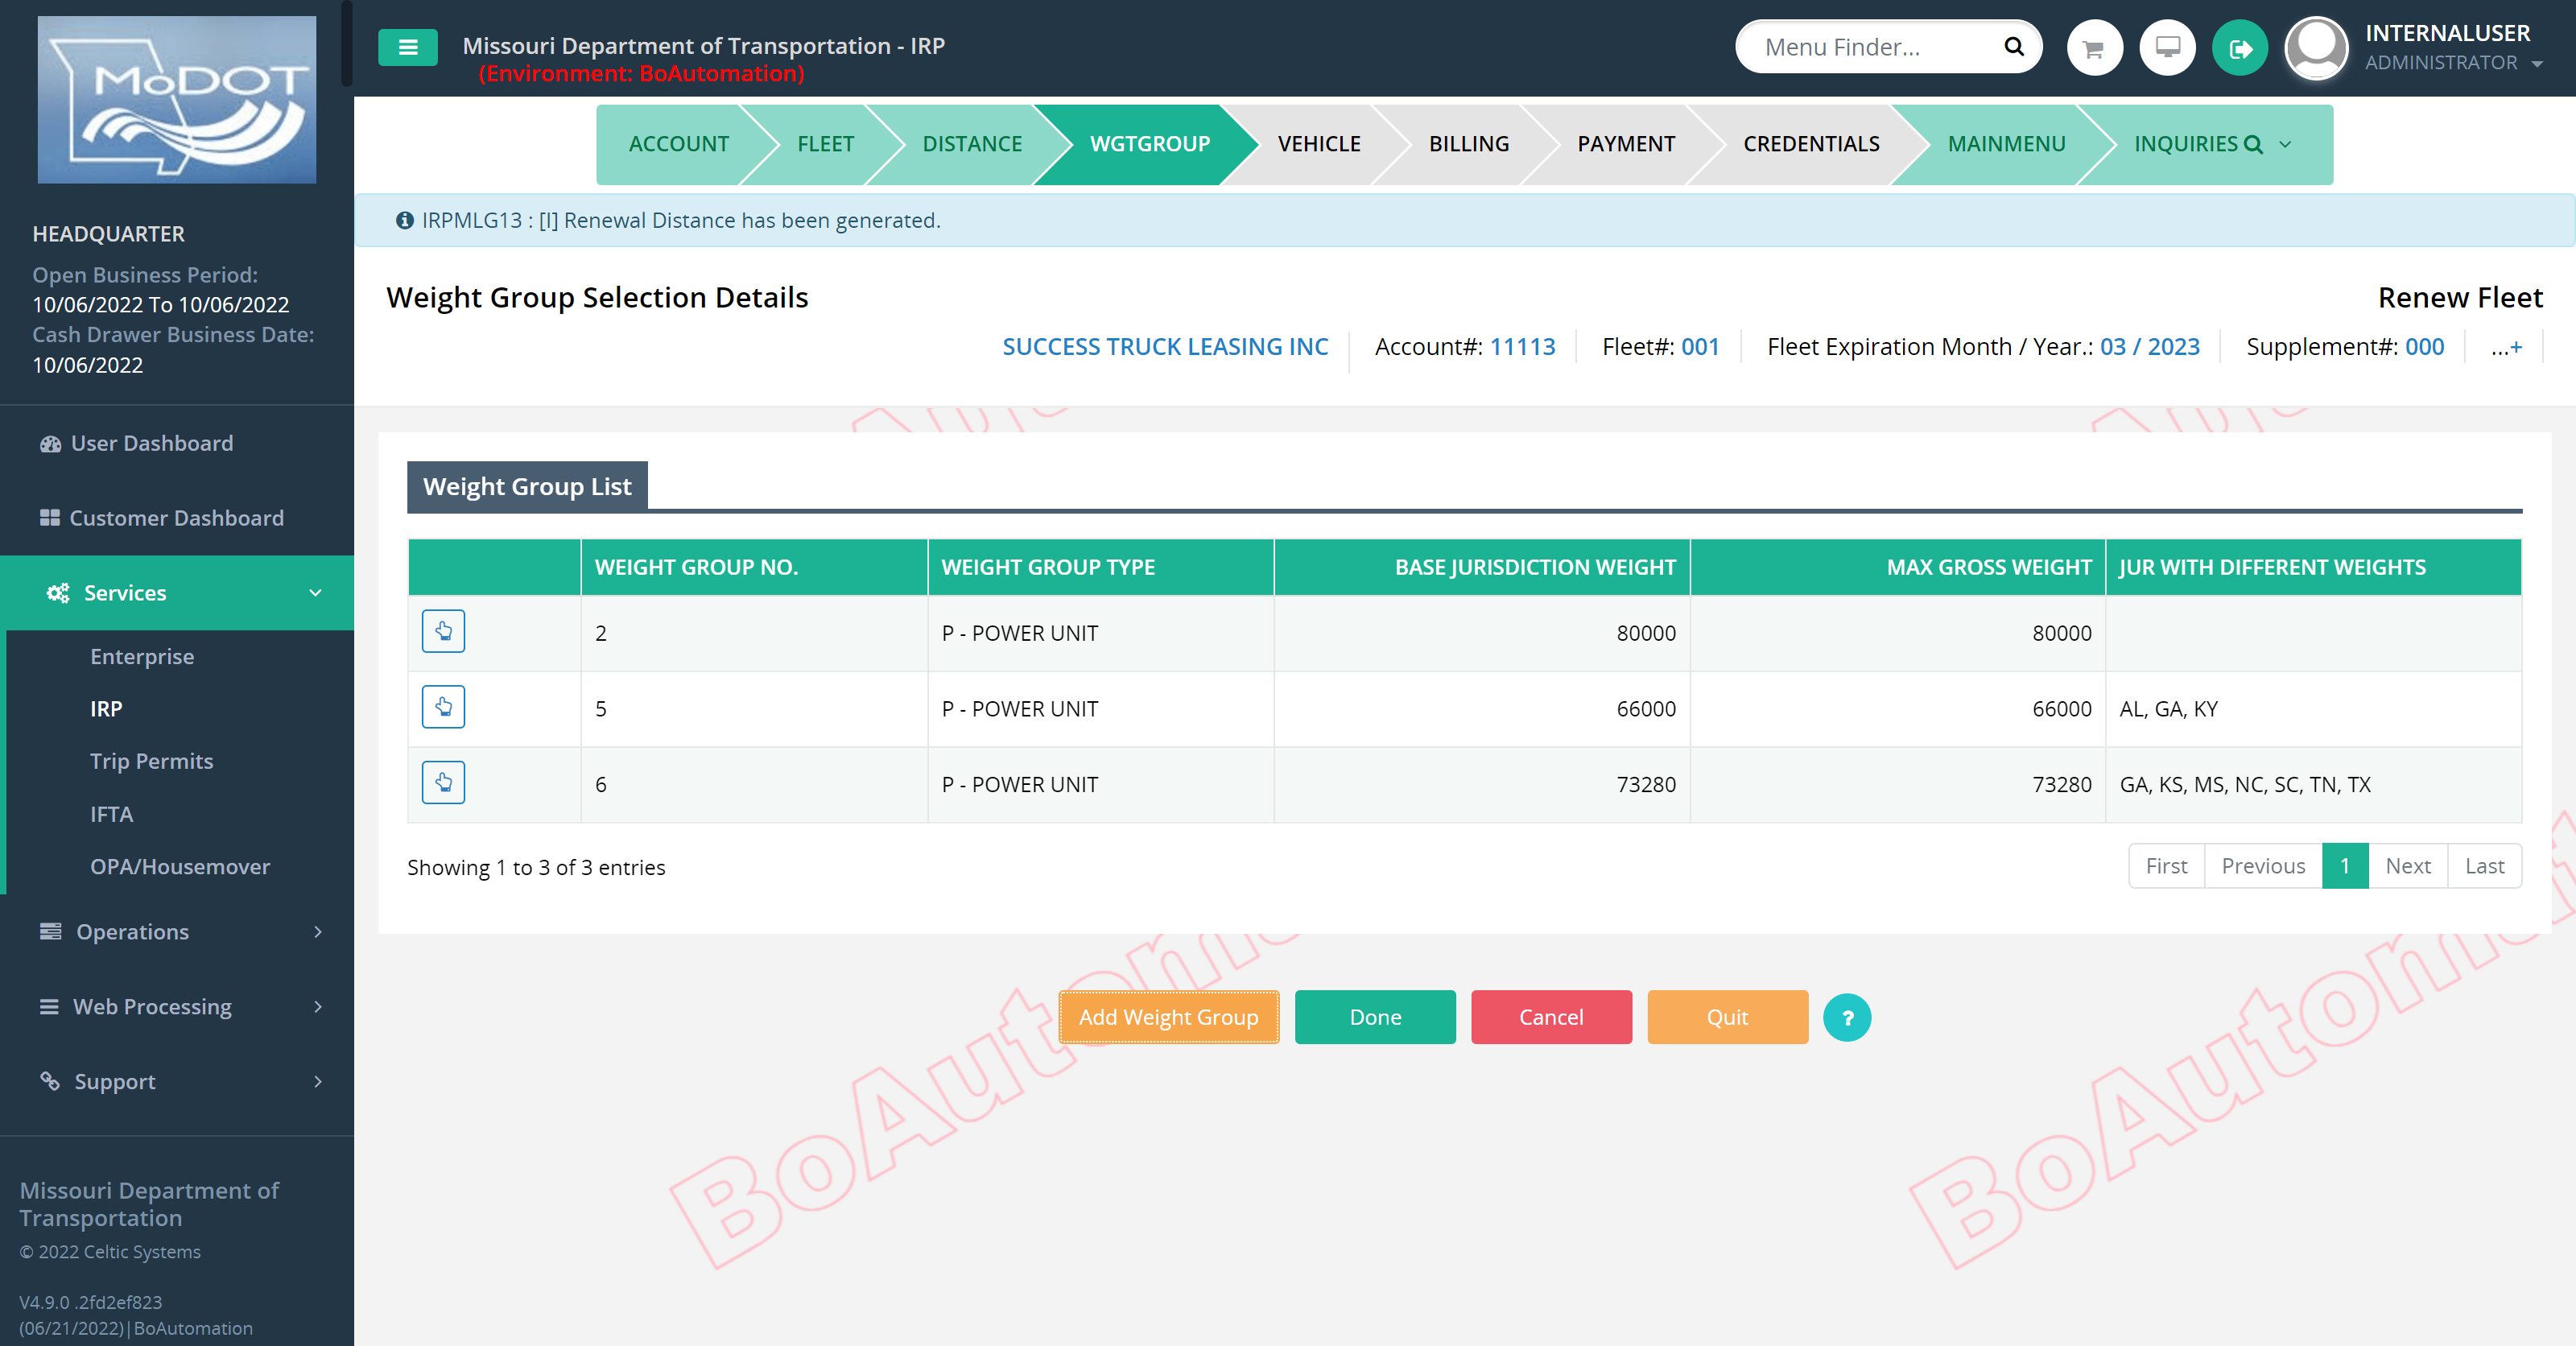 MoDOT
HEADQUARTER
Open Business Period:
10/06/2022 To 10/06/2022
Cash Drawer Business Date:
10/06/2022
User Dashboard
Customer Dashboard
Services
Enterprise
IRP
Trip Permits
IFTA
OPA/Housemover
Operations
Web Processing
Support
Missouri Department of
Transportation
© 2022 Celtic Systems
V4.9.0 .2fd2ef823
(06/21/2022)|BoAutomation
Missouri Department of Transportation - IRP
(Environment: BoAutomation)
Menu Finder...
INTERNALUSER
ADMINISTRATOR
ACCOUNT FLEET DISTANCE WGTGROUP VEHICLE BILLING PAYMENT CREDENTIALS MAINMENU INQUIRIES
IRPMLG13 : [I] Renewal Distance has been generated.
Weight Group Selection Details Renew Fleet
SUCCESS TRUCK LEASING INC Account#: 11113 Fleet#: 001 Fleet Expiration Month / Year.: 03 / 2023 Supplement#: 000 ...+
Weight Group List
WEIGHT GROUP NO. WEIGHT GROUP TYPE BASE JURISDICTION WEIGHT MAX GROSS WEIGHT JUR WITH DIFFERENT WEIGHTS
2 P - POWER UNIT 80000 80000
5 P - POWER UNIT 66000 66000 AL, GA, KY
6 P - POWER UNIT 73280 73280 GA, KS, MS, NC, SC, TN, TX
Showing 1 to 3 of 3 entries
First Previous 1 Next Last
Add Weight Group Done Cancel Quit ?